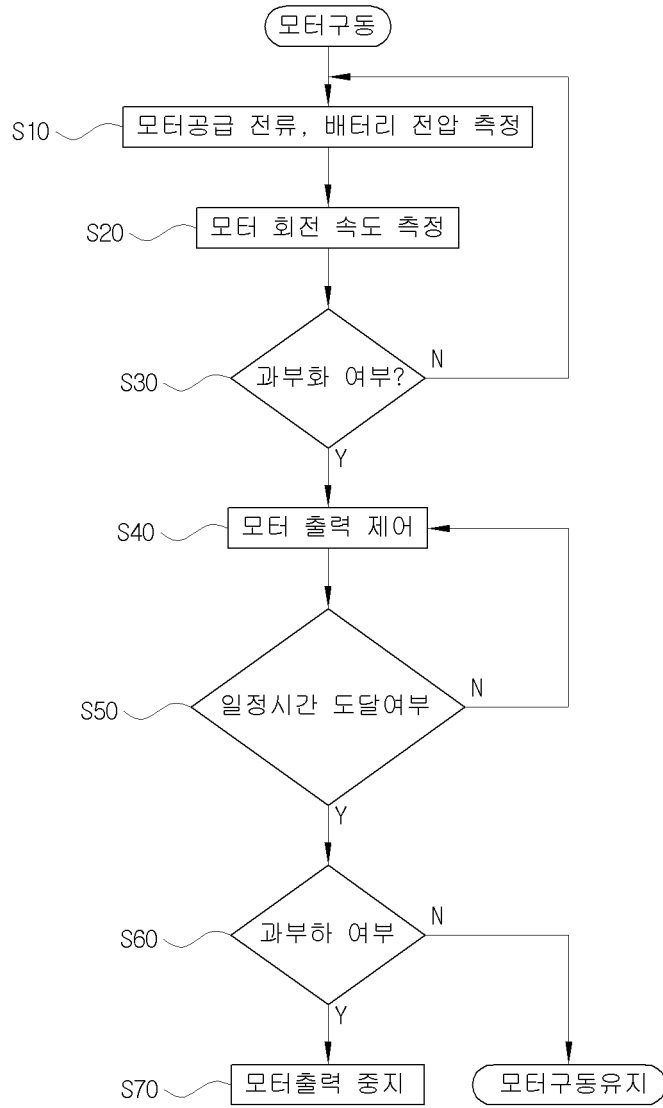 모터구동
S10
모터공급 전류, 배터리 전압 측정
S20
모터 회전 속도 측정
S30
과부화 여부?
N
Y
S40
모터 출력 제어
S50
일정시간 도달여부
N
Y
S60
과부하 여부
N
Y
S70
모터출력 중지
모터구동유지